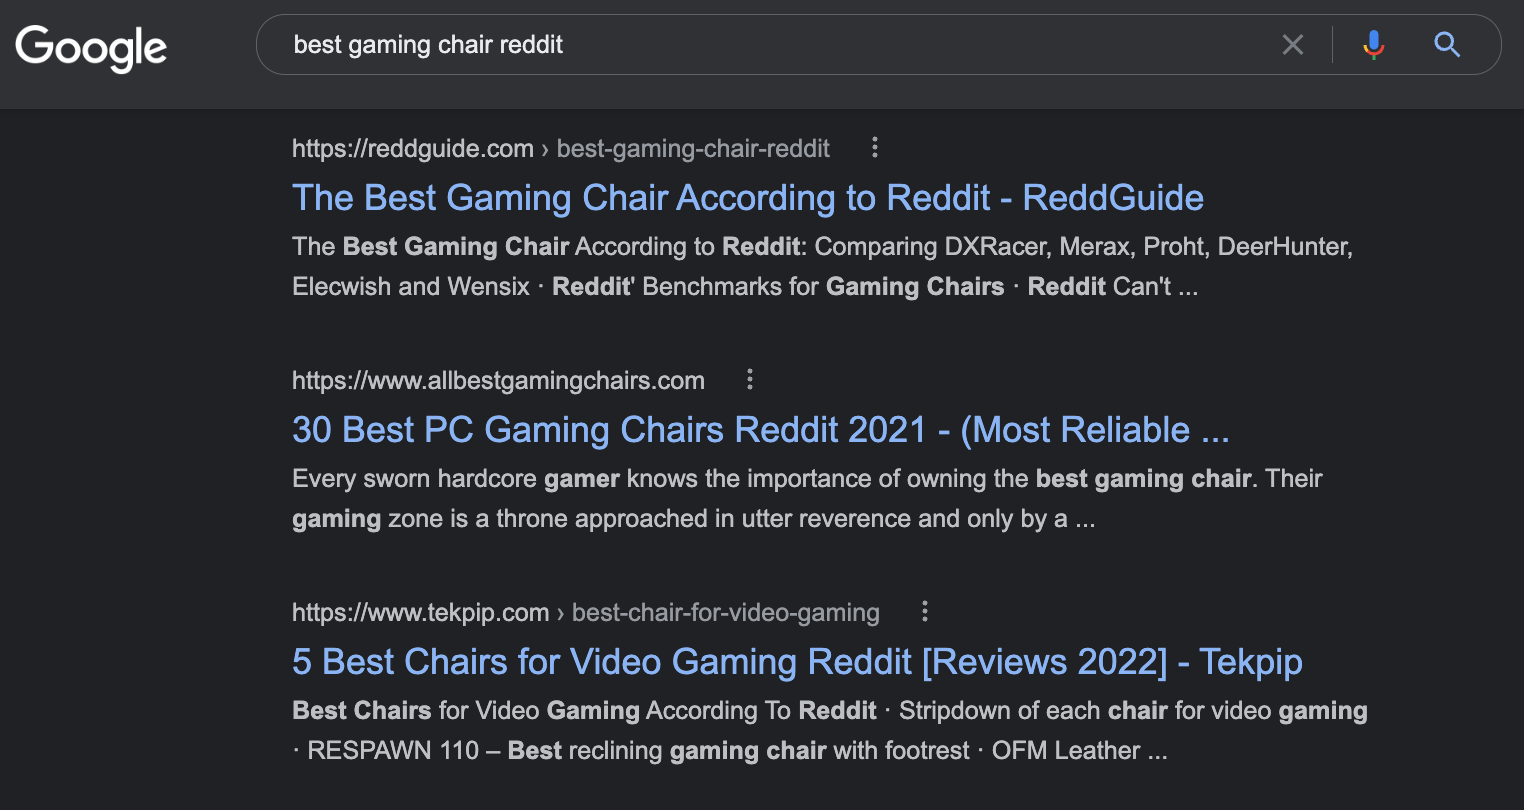 Google
best gaming chair reddit
https://reddguide.com › best-gaming-chair-reddit
The Best Gaming Chair According to Reddit - ReddGuide
The Best Gaming Chair According to Reddit: Comparing DXRacer, Merax, Proht, DeerHunter,
Elecwish and Wensix · Reddit' Benchmarks for Gaming Chairs · Reddit Can't ...
https://www.allbestgamingchairs.com
30 Best PC Gaming Chairs Reddit 2021 - (Most Reliable ...
Every sworn hardcore gamer knows the importance of owning the best gaming chair. Their
gaming zone is a throne approached in utter reverence and only by a ...
https://www.tekpip.com › best-chair-for-video-gaming
5 Best Chairs for Video Gaming Reddit [Reviews 2022] - Tekpip
Best Chairs for Video Gaming According To Reddit · Stripdown of each chair for video gaming
· RESPAWN 110 – Best reclining gaming chair with footrest · OFM Leather ...